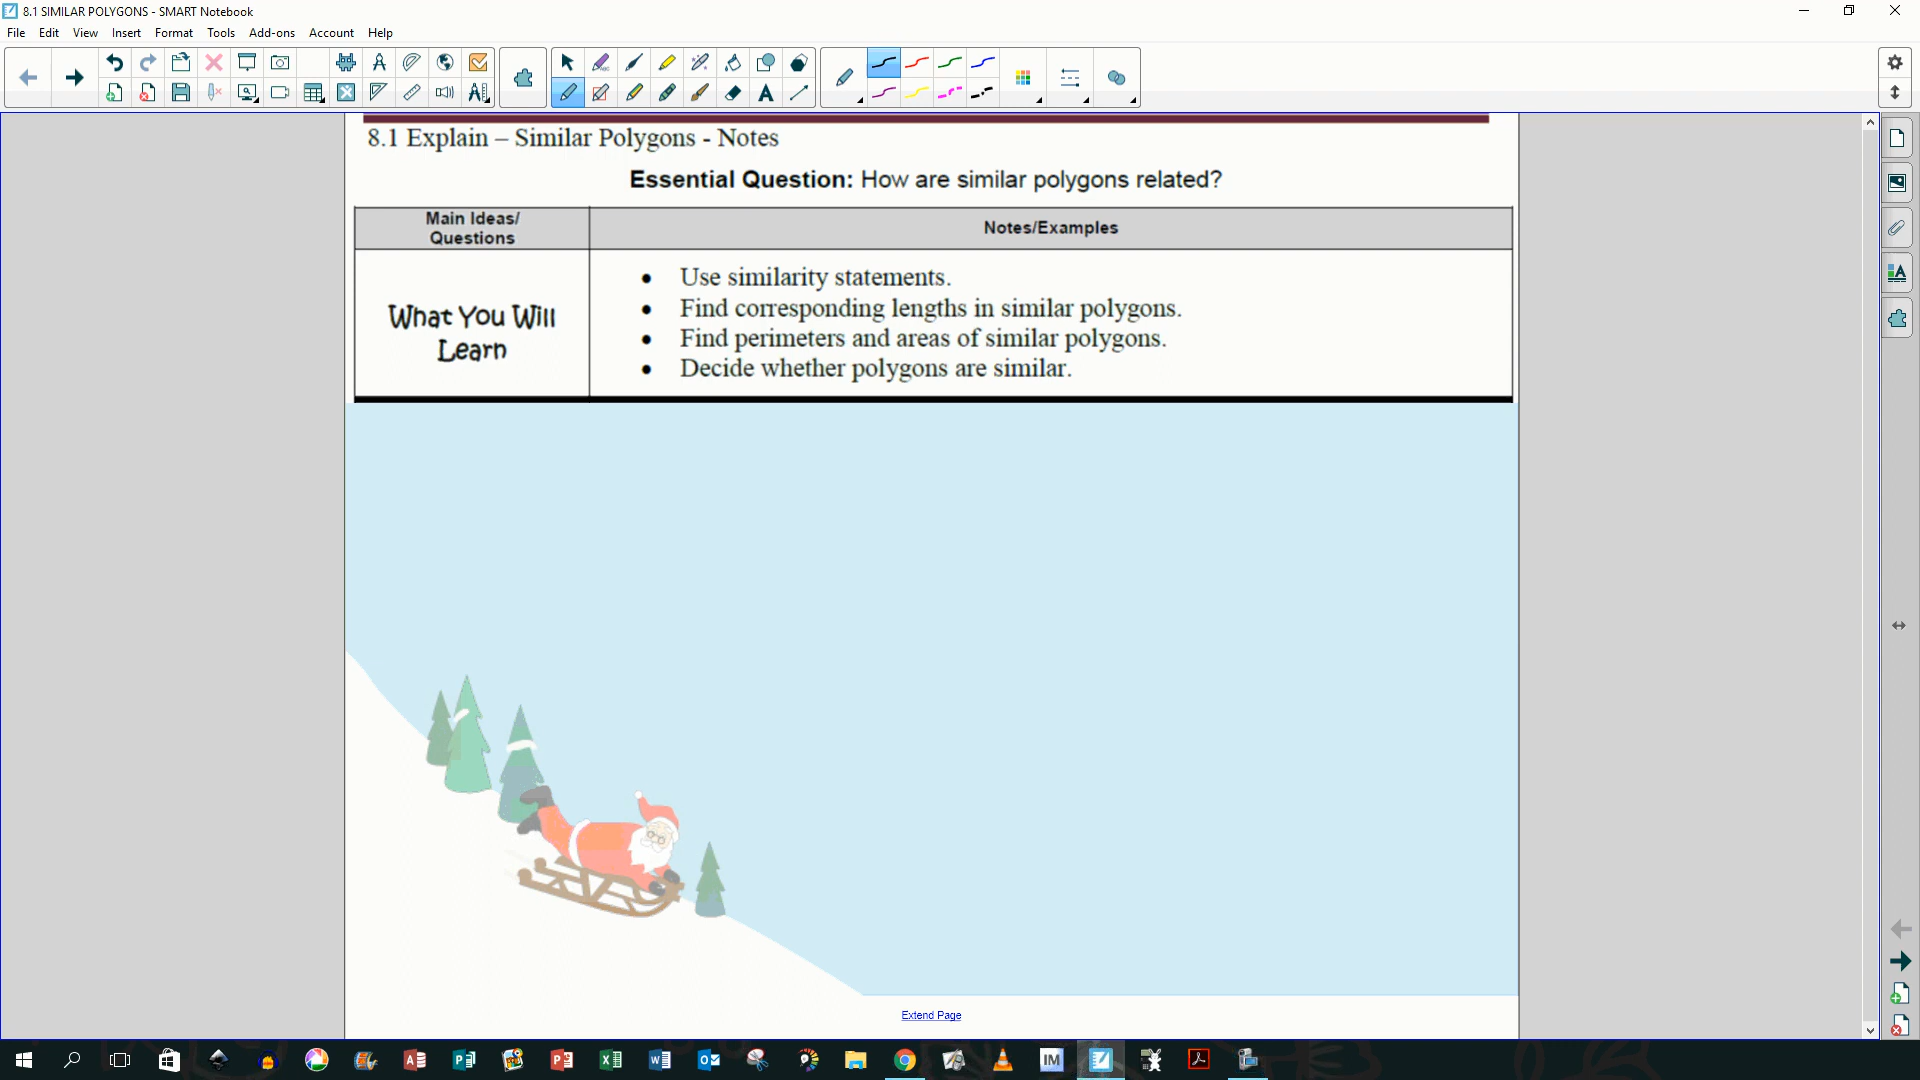 8.1 SIMILAR POLYGONS - SMART Notebook
File Edit View Insert Format Tools Add-ons Account Help
8.1 Explain – Similar Polygons - Notes
Essential Question: How are similar polygons related?
Main Ideas/
Questions
Notes/Examples
What You Will
Learn
• Use similarity statements.
• Find corresponding lengths in similar polygons.
• Find perimeters and areas of similar polygons.
• Decide whether polygons are similar.
Extend Page
IM